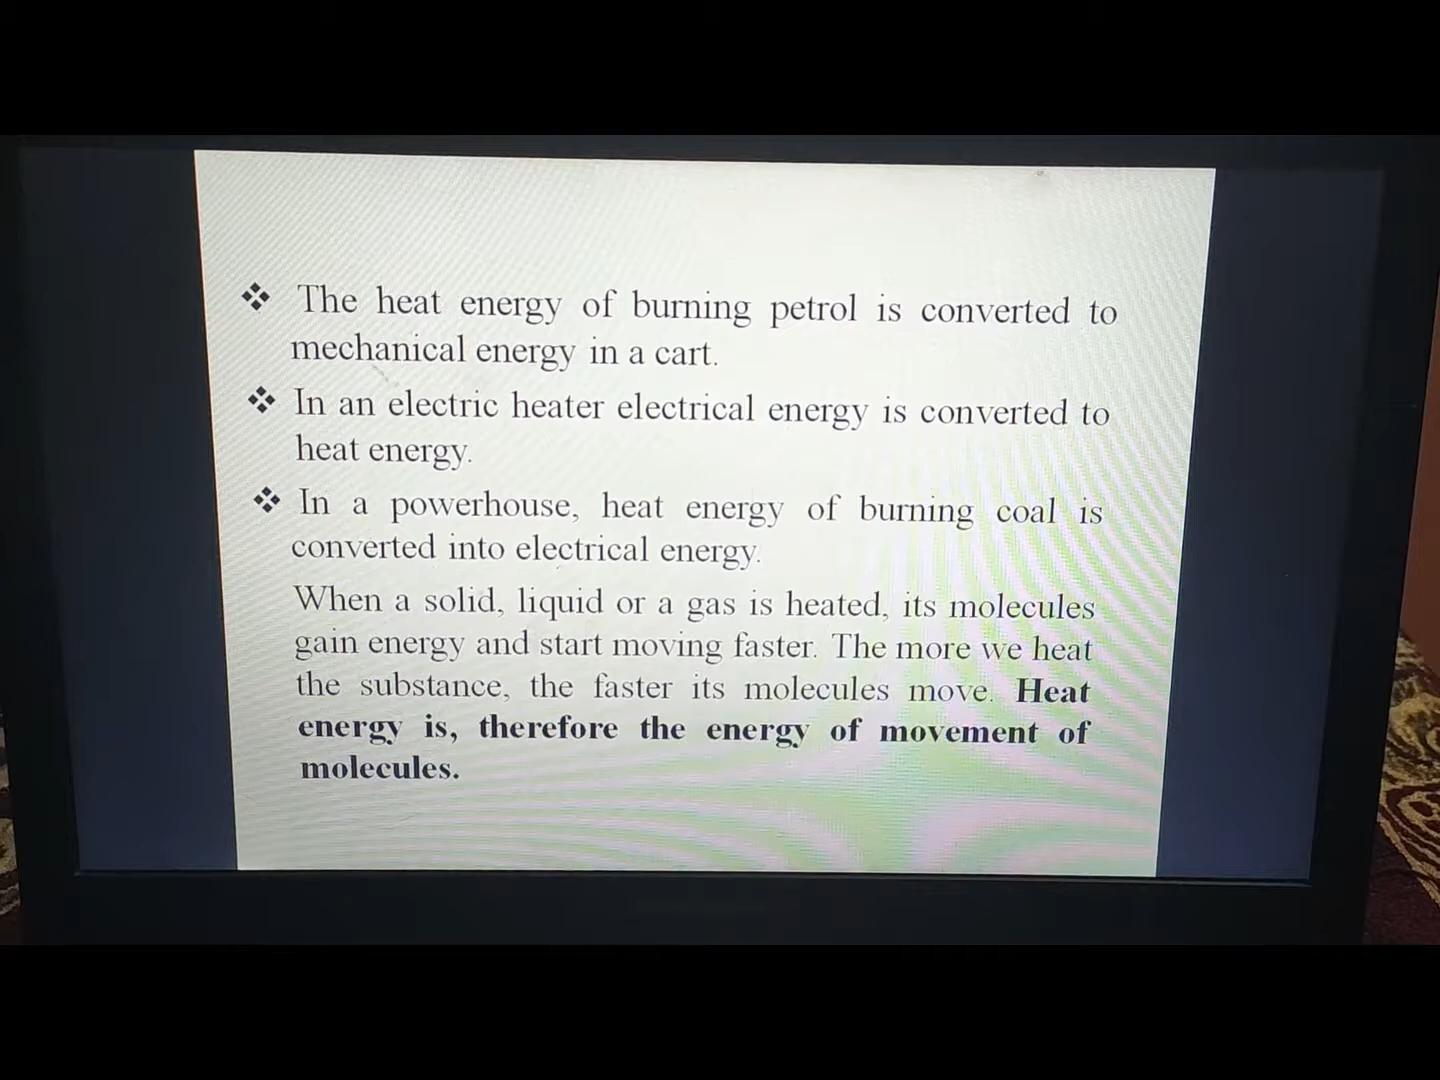 ❖ The heat energy of burning petrol is converted to
mechanical energy in a cart.
❖ In an electric heater electrical energy is converted to
heat energy.
❖ In a powerhouse, heat energy of burning coal is
converted into electrical energy.
When a solid, liquid or a gas is heated, its molecules
gain energy and start moving faster. The more we heat
the substance, the faster its molecules move. Heat
energy is, therefore the energy of movement of
molecules.